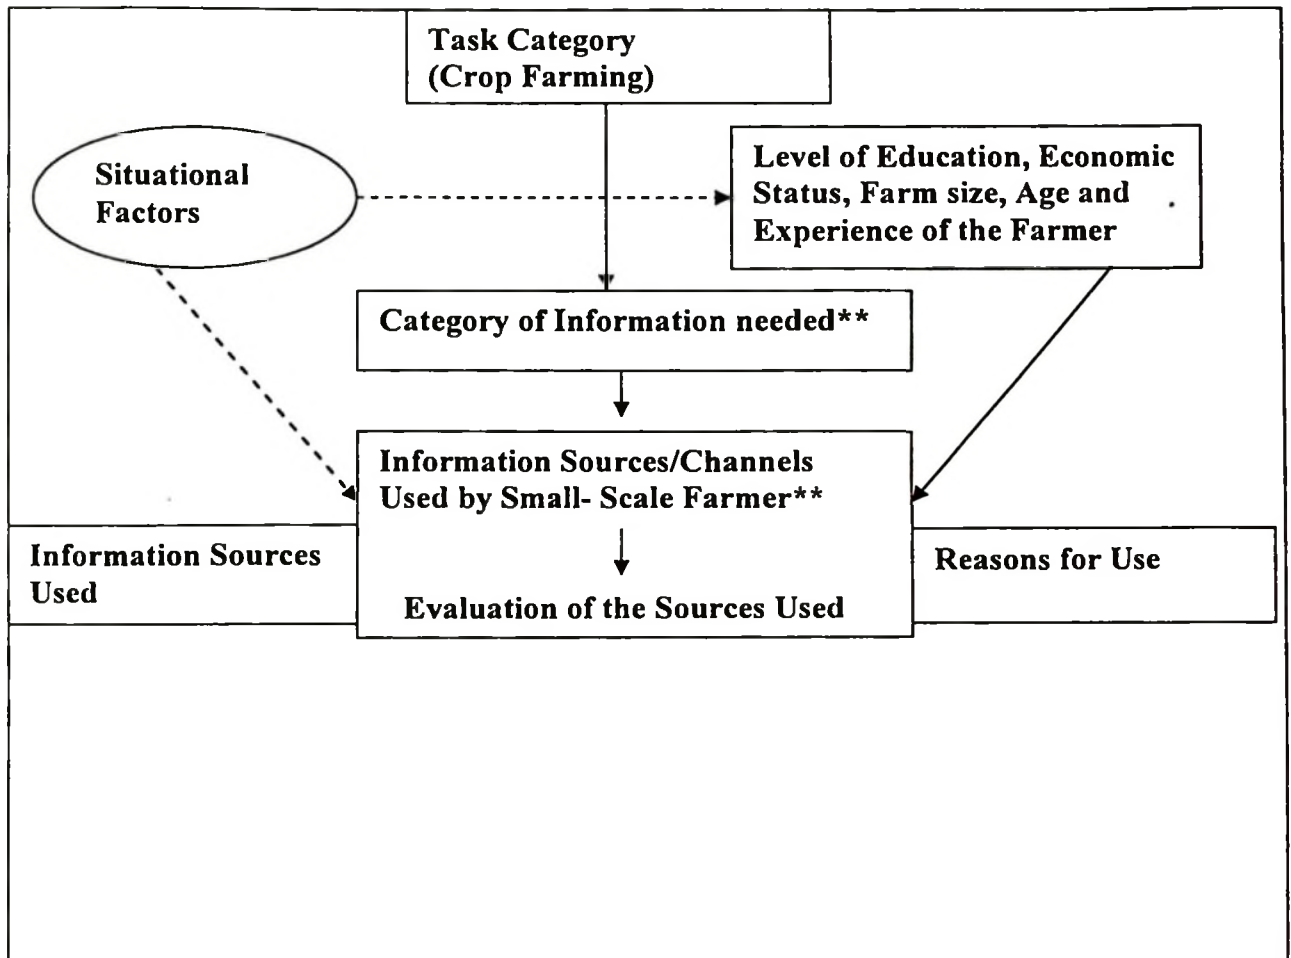 Task Category
(Crop Farming)
Situational
Factors
Level of Education, Economic
Status, Farm size, Age and
Experience of the Farmer
Category of Information needed**
Information Sources/Channels
Used by Small- Scale Farmer**
Information Sources
Used
Evaluation of the Sources Used
Reasons for Use